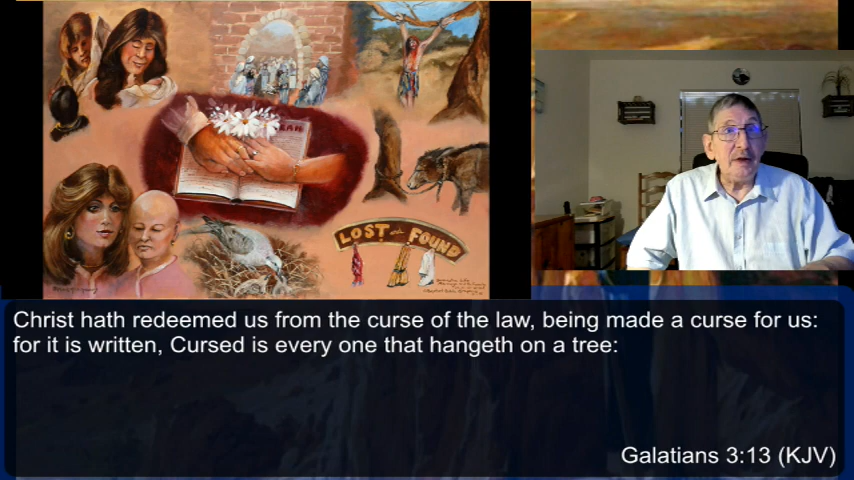 LOST and FOUND
Christ hath redeemed us from the curse of the law, being made a curse for us:
for it is written, Cursed is every one that hangeth on a tree:
Galatians 3:13 (KJV)